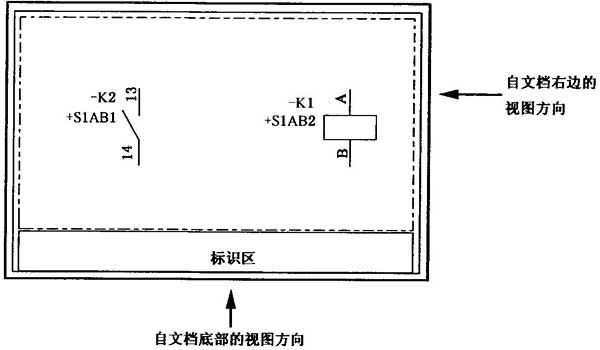 -K2
+S1AB1
13
14
-K1
+S1AB2
A
B
自文档右边的
视图方向
标识区
自文档底部的视图方向